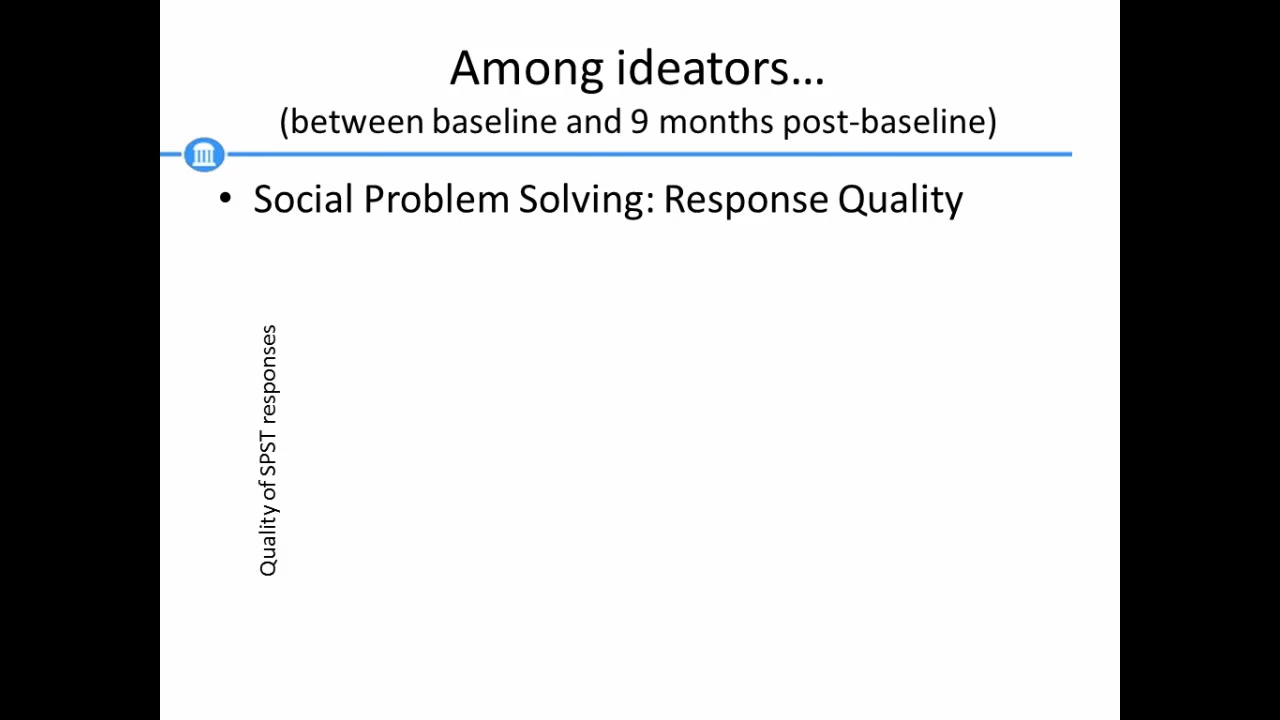 Among ideators…
(between baseline and 9 months post-baseline)
• Social Problem Solving: Response Quality
Quality of SPST responses